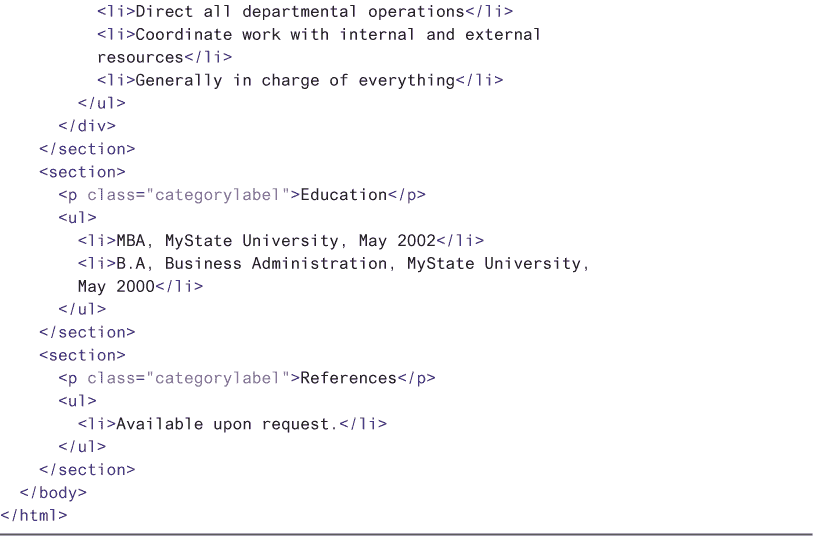 <li>Direct all departmental operations</li>
<li>Coordinate work with internal and external
resources</li>
<li>Generally in charge of everything</li>
</ul>
</div>
</section>
<section>
<p class="categorylabel">Education</p>
<ul>
<li>MBA, MyState University, May 2002</li>
<li>B.A, Business Administration, MyState University,
May 2000</li>
</ul>
</section>
<section>
<p class="categorylabel">References</p>
<ul>
<li>Available upon request.</li>
</ul>
</section>
</body>
</html>